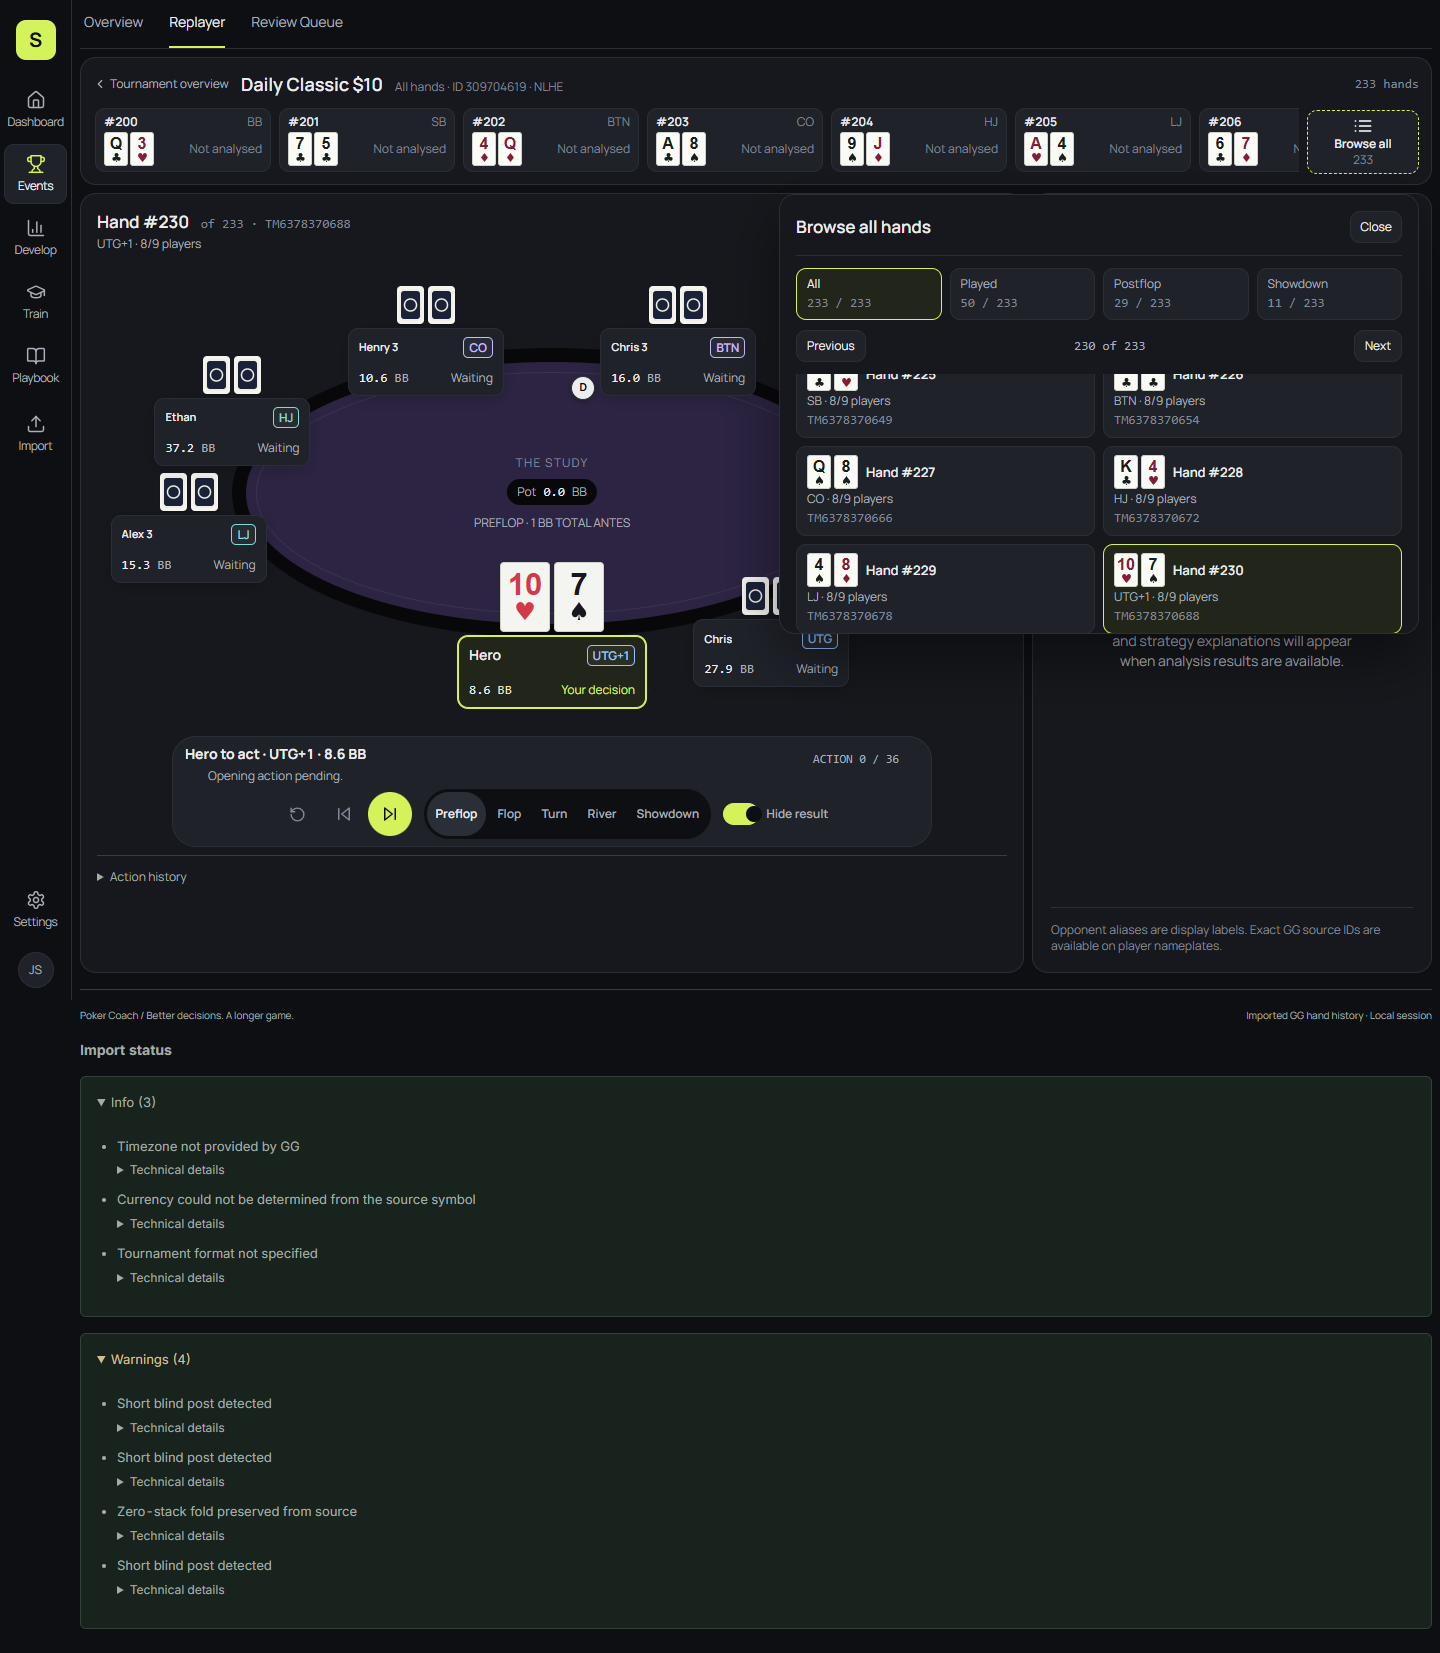 S
Dashboard
Events
Develop
Train
Playbook
Import
Settings
JS
Overview
Replayer
Review Queue
Tournament overview
Daily Classic $10
All hands · ID 309704619 · NLHE
233 hands
#200 BB
Q 3 Not analysed
#201 SB
7 5 Not analysed
#202 BTN
4 Q Not analysed
#203 CO
A 8 Not analysed
#204 HJ
9 J Not analysed
#205 LJ
A 4 Not analysed
#206
6 7 N
Browse all
233
Hand #230 of 233 · TM6378370688
UTG+1 · 8/9 players
Henry 3 CO
10.6 BB Waiting
Chris 3 BTN
16.0 BB Waiting
D
Ethan HJ
37.2 BB Waiting
Alex 3 LJ
15.3 BB Waiting
THE STUDY
Pot 0.0 BB
PREFLOP · 1 BB TOTAL ANTES
10 7
Hero UTG+1
8.6 BB Your decision
Chris UTG
27.9 BB Waiting
Hero to act · UTG+1 · 8.6 BB
ACTION 0 / 36
Opening action pending.
Preflop
Flop
Turn
River
Showdown
Hide result
Action history
Browse all hands
Close
All
233 / 233
Played
50 / 233
Postflop
29 / 233
Showdown
11 / 233
Previous
230 of 233
Next
Hand #225
SB · 8/9 players
TM6378370649
Hand #226
BTN · 8/9 players
TM6378370654
Q 8 Hand #227
CO · 8/9 players
TM6378370666
K 4 Hand #228
HJ · 8/9 players
TM6378370672
4 8 Hand #229
LJ · 8/9 players
TM6378370678
10 7 Hand #230
UTG+1 · 8/9 players
TM6378370688
and strategy explanations will appear
when analysis results are available.
Opponent aliases are display labels. Exact GG source IDs are
available on player nameplates.
Poker Coach / Better decisions. A longer game.
Imported GG hand history · Local session
Import status
Info (3)
Timezone not provided by GG
Technical details
Currency could not be determined from the source symbol
Technical details
Tournament format not specified
Technical details
Warnings (4)
Short blind post detected
Technical details
Short blind post detected
Technical details
Zero-stack fold preserved from source
Technical details
Short blind post detected
Technical details